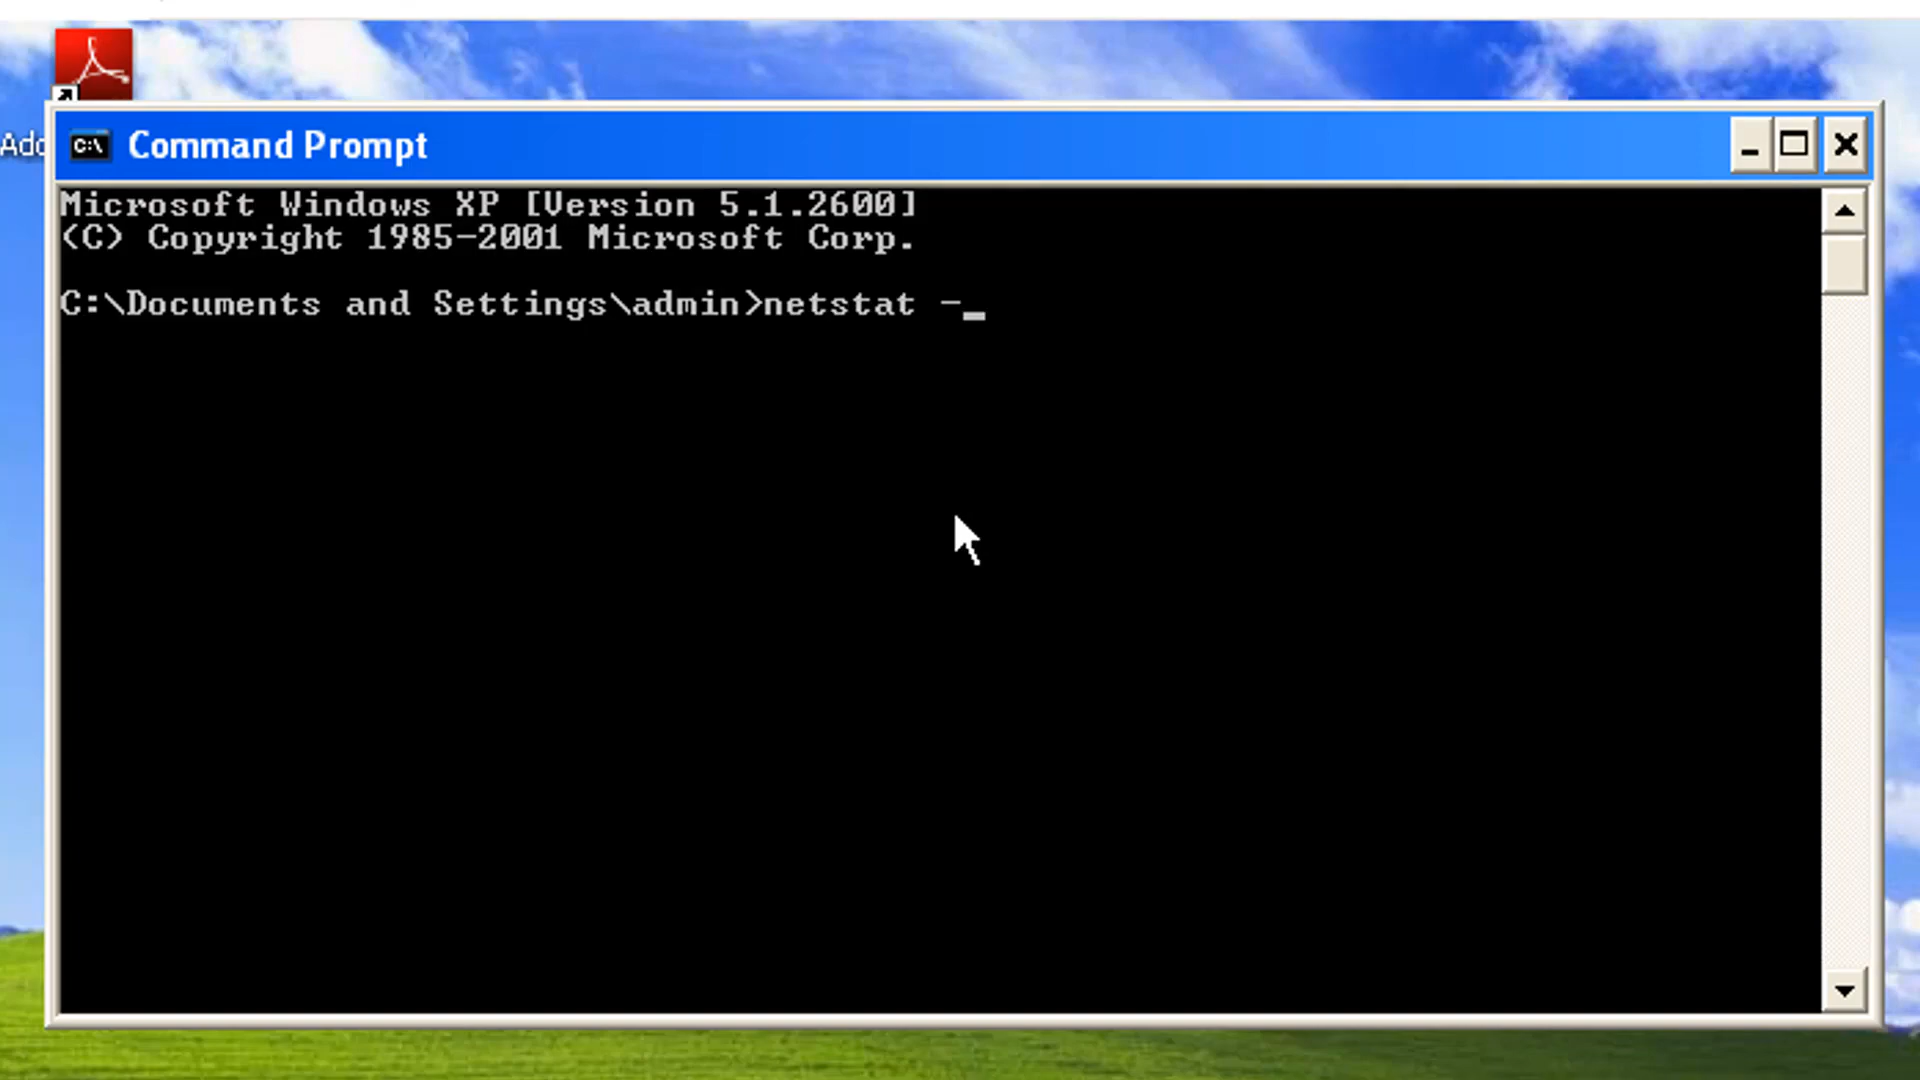 Command Prompt
Microsoft Windows XP [Version 5.1.2600]
(C) Copyright 1985-2001 Microsoft Corp.
C:\Documents and Settings\admin>netstat -_